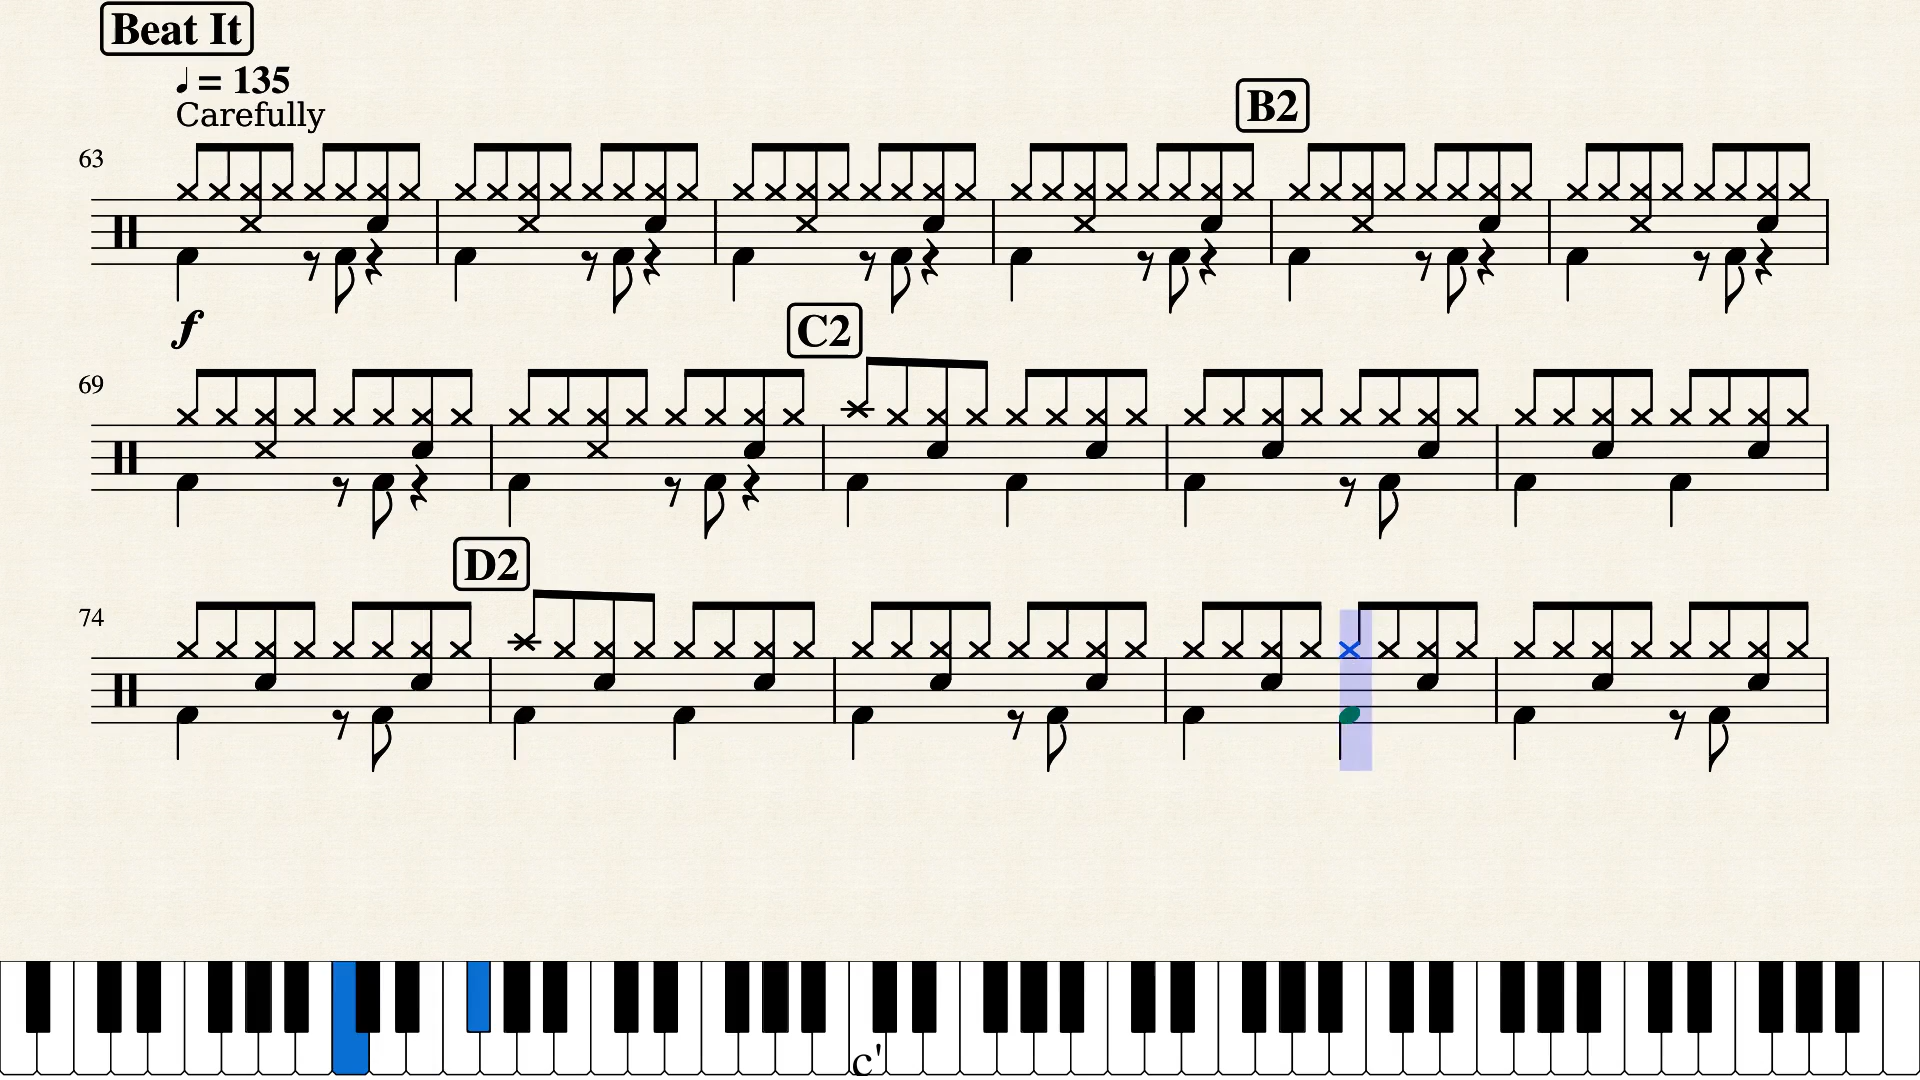 Beat It
♩ = 135
Carefully
B2
63
f
C2
69
D2
74
c'